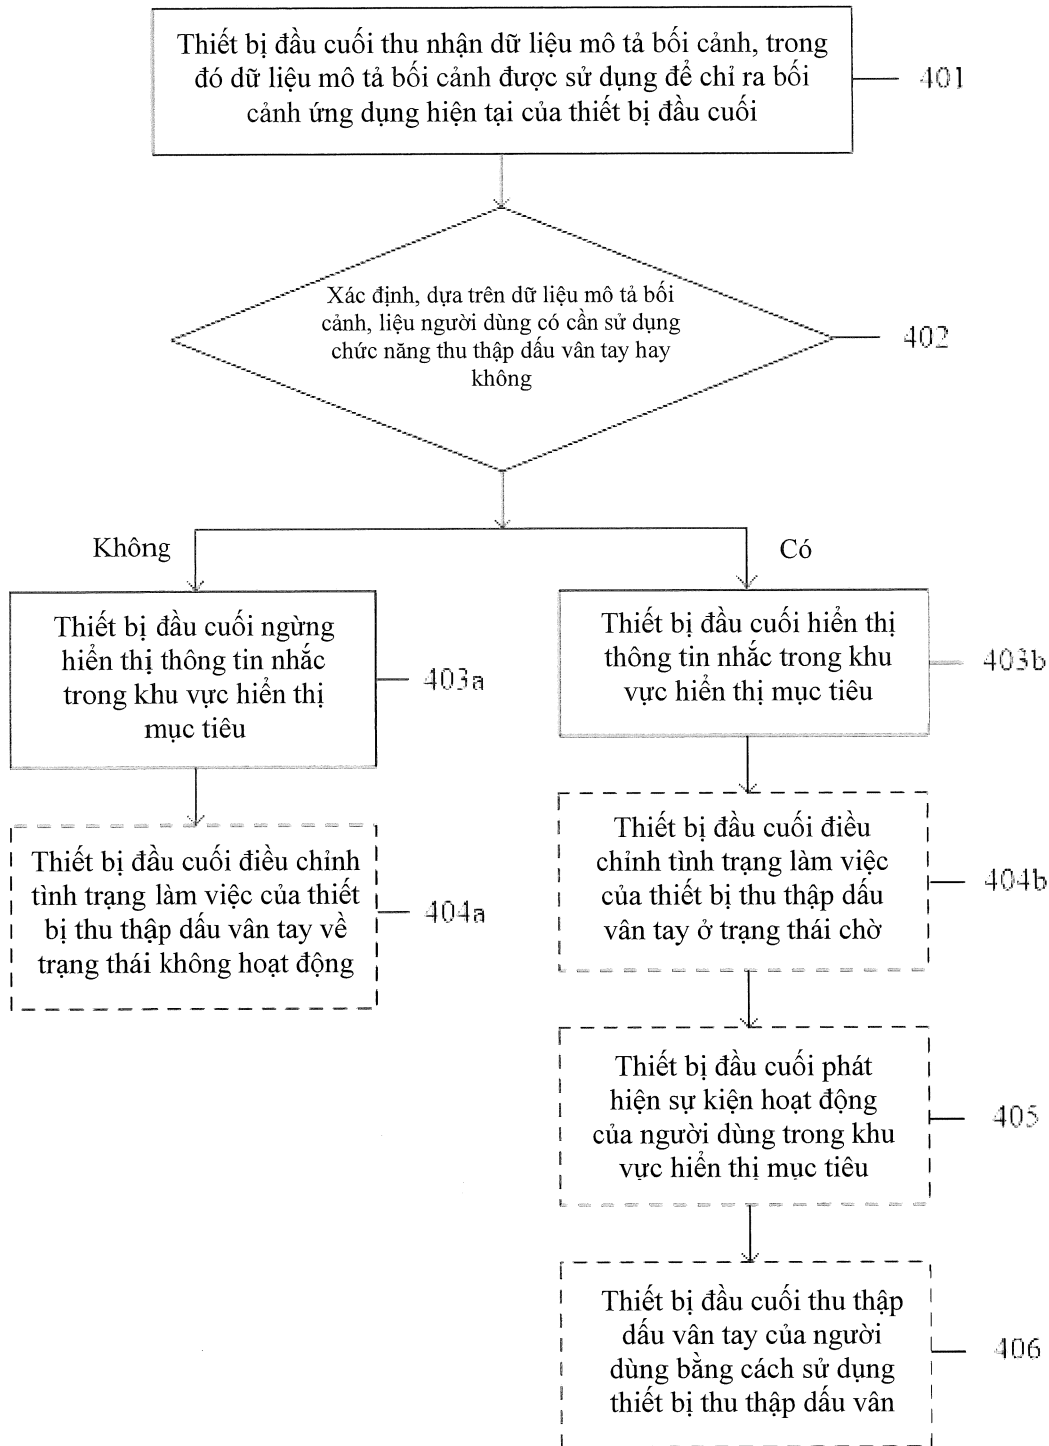 Thiết bị đầu cuối thu nhận dữ liệu mô tả bối cảnh, trong
đó dữ liệu mô tả bối cảnh được sử dụng để chỉ ra bối
cảnh ứng dụng hiện tại của thiết bị đầu cuối
401
Xác định, dựa trên dữ liệu mô tả bối
cảnh, liệu người dùng có cần sử dụng
chức năng thu thập dấu vân tay hay
không
402
Không
Có
Thiết bị đầu cuối ngừng
hiển thị thông tin nhắc
trong khu vực hiển thị
mục tiêu
403a
Thiết bị đầu cuối hiển thị
thông tin nhắc trong khu
vực hiển thị mục tiêu
403b
Thiết bị đầu cuối điều chỉnh
tình trạng làm việc của thiết
bị thu thập dấu vân tay về
trạng thái không hoạt động
404a
Thiết bị đầu cuối điều
chỉnh tình trạng làm việc
của thiết bị thu thập dấu
vân tay ở trạng thái chờ
404b
Thiết bị đầu cuối phát
hiện sự kiện hoạt động
của người dùng trong khu
vực hiển thị mục tiêu
405
Thiết bị đầu cuối thu thập
dấu vân tay của người
dùng bằng cách sử dụng
thiết bị thu thập dấu vân
406